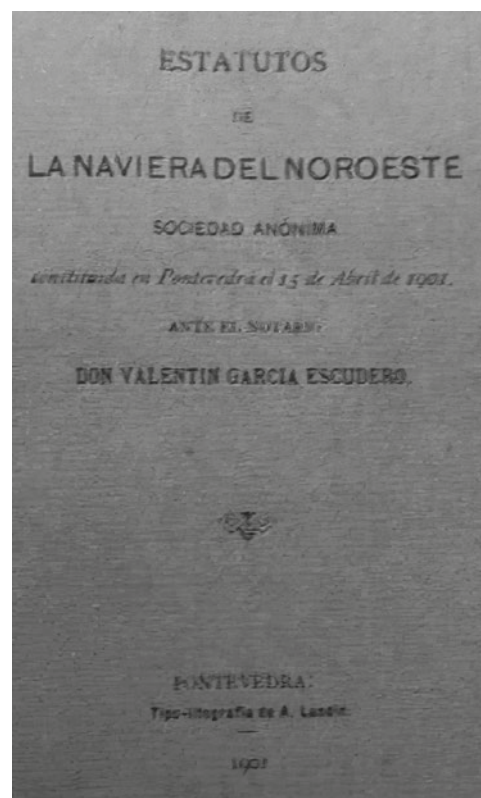 ESTATUTOS
DE
LA NAVIERA DEL NOROESTE
SOCIEDAD ANÓNIMA
constituida en Pontevedra el 15 de Abril de 1901.
ANTE EL NOTARIO
DON VALENTIN GARCIA ESCUDERO.
PONTEVEDRA:
Tipo-litografía de A. Landin.
1901